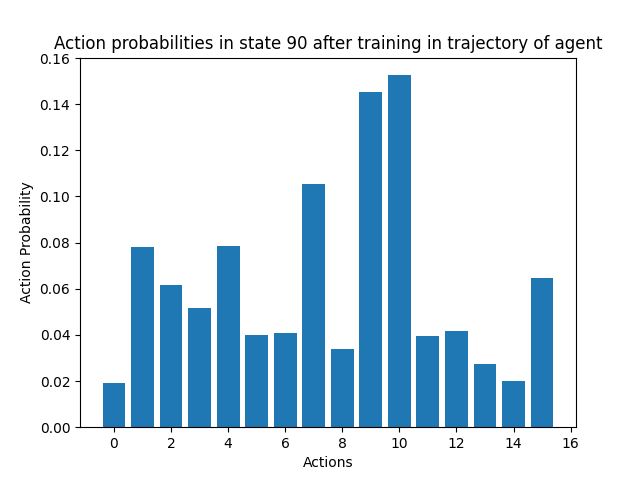 Action probabilities in state 90 after training in trajectory of agent
0.16
0.14
0.12
0.10
0.08
0.06
0.04
0.02
0.00
Action Probability
0 2 4 6 8 10 12 14 16
Actions